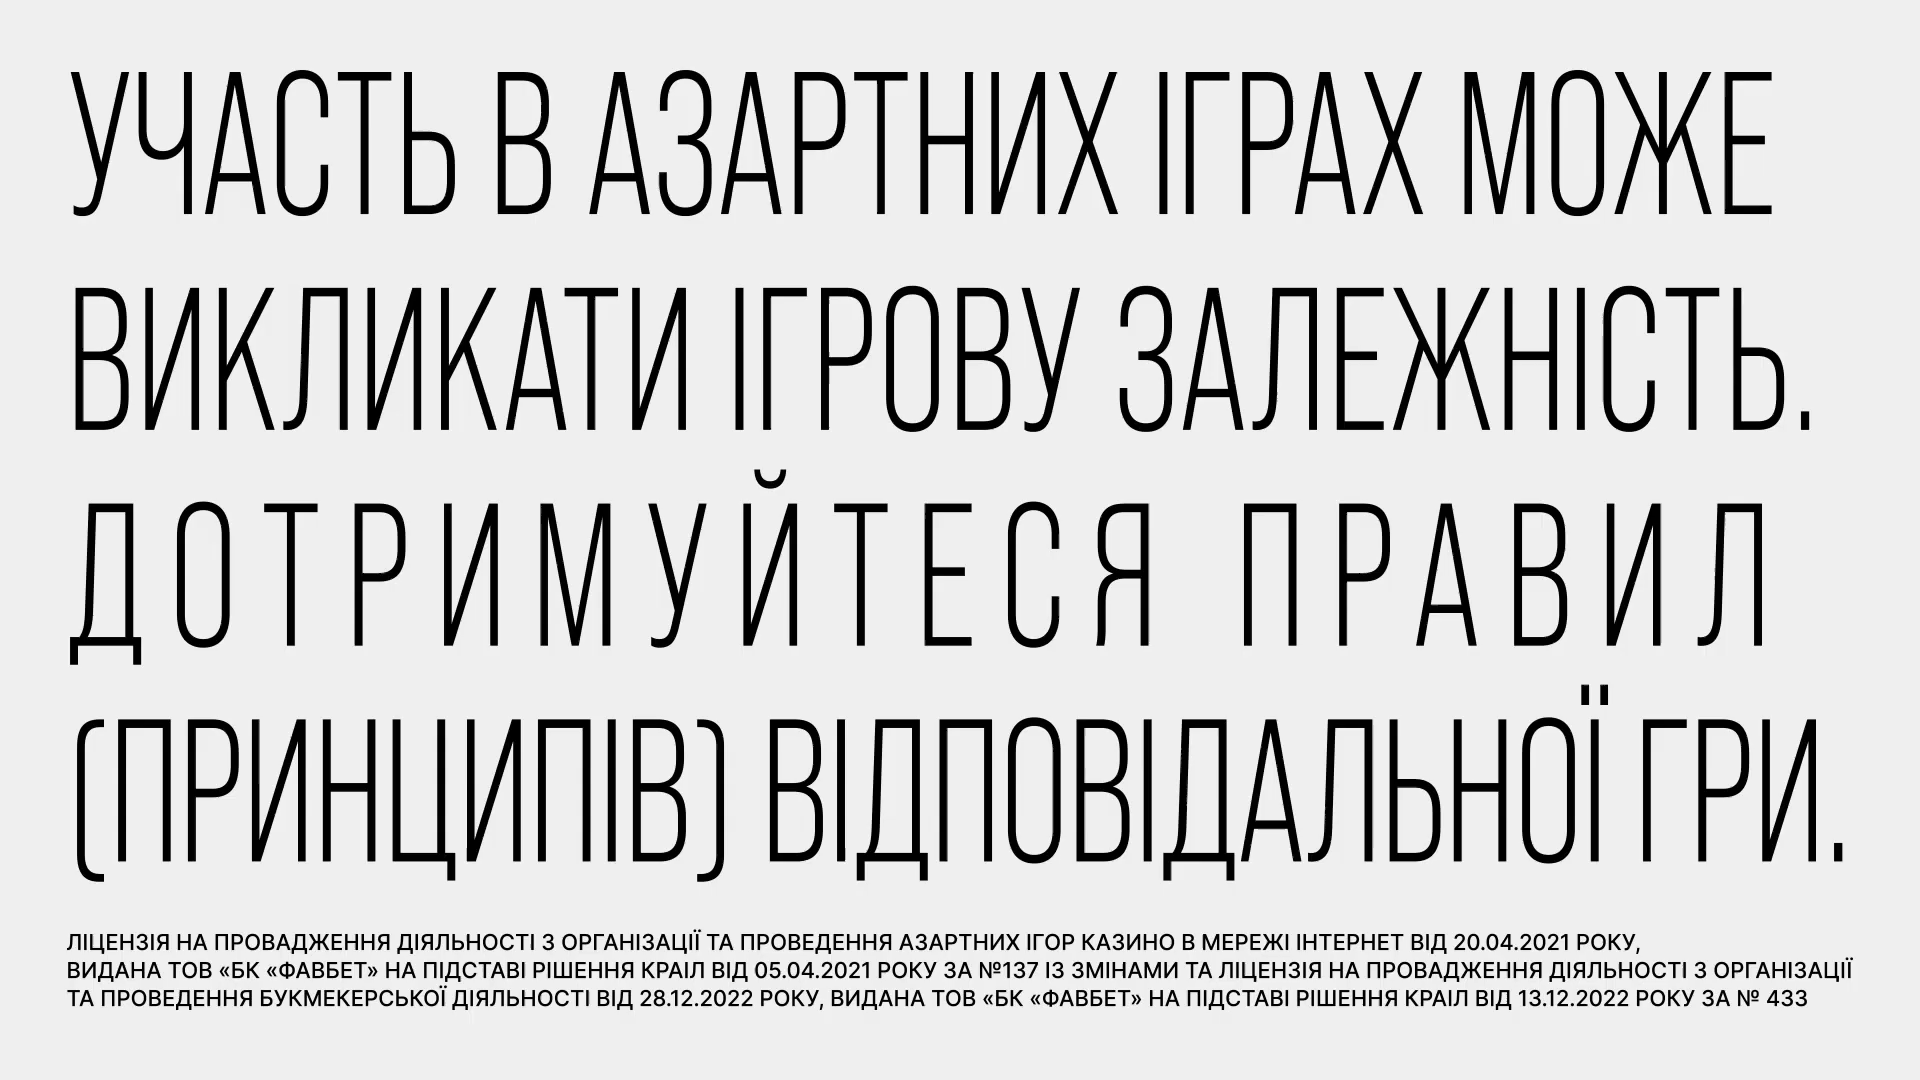 УЧАСТЬ В АЗАРТНИХ ІГРАХ МОЖЕ
ВИКЛИКАТИ ІГРОВУ ЗАЛЕЖНІСТЬ.
ДОТРИМУЙТЕСЯ ПРАВИЛ
(ПРИНЦИПІВ) ВІДПОВІДАЛЬНОЇ ГРИ.
ЛІЦЕНЗІЯ НА ПРОВАДЖЕННЯ ДІЯЛЬНОСТІ З ОРГАНІЗАЦІЇ ТА ПРОВЕДЕННЯ АЗАРТНИХ ІГОР КАЗИНО В МЕРЕЖІ ІНТЕРНЕТ ВІД 20.04.2021 РОКУ,
ВИДАНА ТОВ «БК «ФАВБЕТ» НА ПІДСТАВІ РІШЕННЯ КРАІЛ ВІД 05.04.2021 РОКУ ЗА №137 ІЗ ЗМІНАМИ ТА ЛІЦЕНЗІЯ НА ПРОВАДЖЕННЯ ДІЯЛЬНОСТІ З ОРГАНІЗАЦІЇ
ТА ПРОВЕДЕННЯ БУКМЕКЕРСЬКОЇ ДІЯЛЬНОСТІ ВІД 28.12.2022 РОКУ, ВИДАНА ТОВ «БК «ФАВБЕТ» НА ПІДСТАВІ РІШЕННЯ КРАІЛ ВІД 13.12.2022 РОКУ ЗА № 433